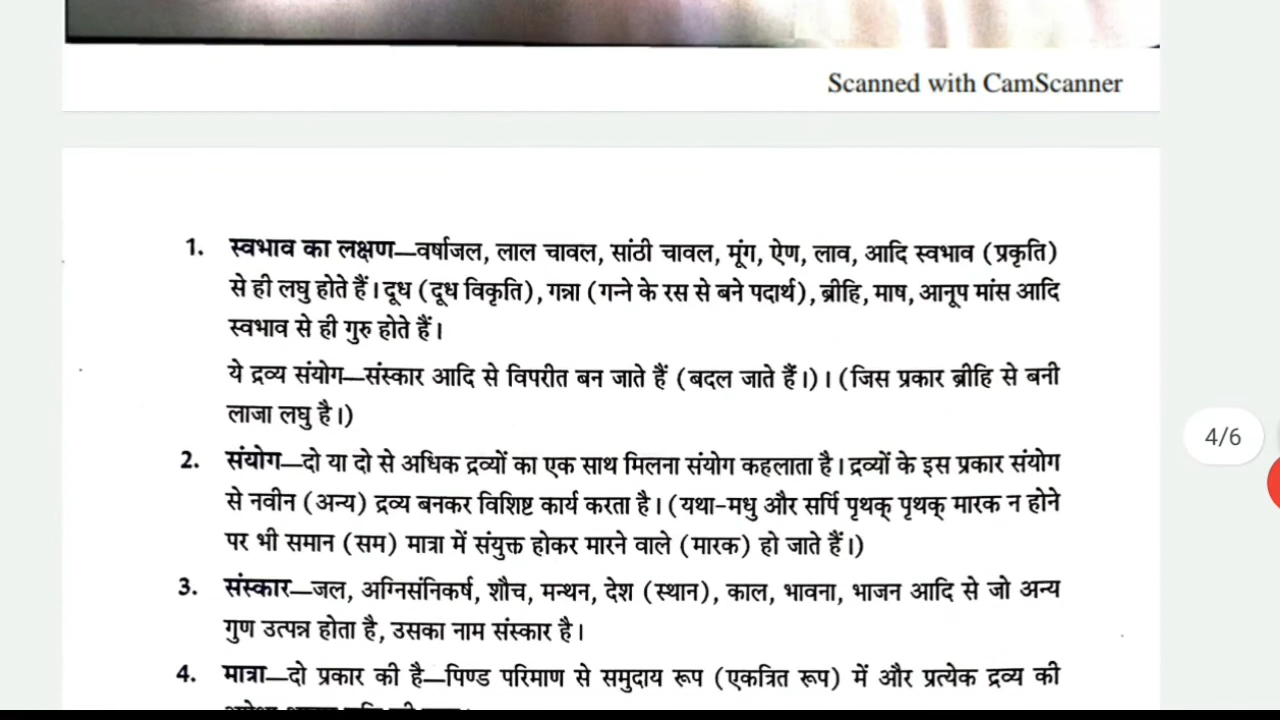 Scanned with CamScanner
1. स्वभाव का लक्षण—वर्षाजल, लाल चावल, सांठी चावल, मूंग, ऐण, लाव, आदि स्वभाव (प्रकृति)
से ही लघु होते हैं। दूध (दूध विकृति), गन्ना (गन्ने के रस से बने पदार्थ), ब्रीहि, माष, आनूप मांस आदि
स्वभाव से ही गुरु होते हैं।
ये द्रव्य संयोग—संस्कार आदि से विपरीत बन जाते हैं (बदल जाते हैं।)। (जिस प्रकार ब्रीहि से बनी
लाजा लघु है।)
4/6
2. संयोग—दो या दो से अधिक द्रव्यों का एक साथ मिलना संयोग कहलाता है। द्रव्यों के इस प्रकार संयोग
से नवीन (अन्य) द्रव्य बनकर विशिष्ट कार्य करता है। (यथा-मधु और सर्पि पृथक् पृथक् मारक न होने
पर भी समान (सम) मात्रा में संयुक्त होकर मारने वाले (मारक) हो जाते हैं।)
3. संस्कार—जल, अग्निसंनिकर्ष, शौच, मन्थन, देश (स्थान), काल, भावना, भाजन आदि से जो अन्य
गुण उत्पन्न होता है, उसका नाम संस्कार है।
4. मात्रा—दो प्रकार की है—पिण्ड परिमाण से समुदाय रूप (एकत्रित रूप) में और प्रत्येक द्रव्य की